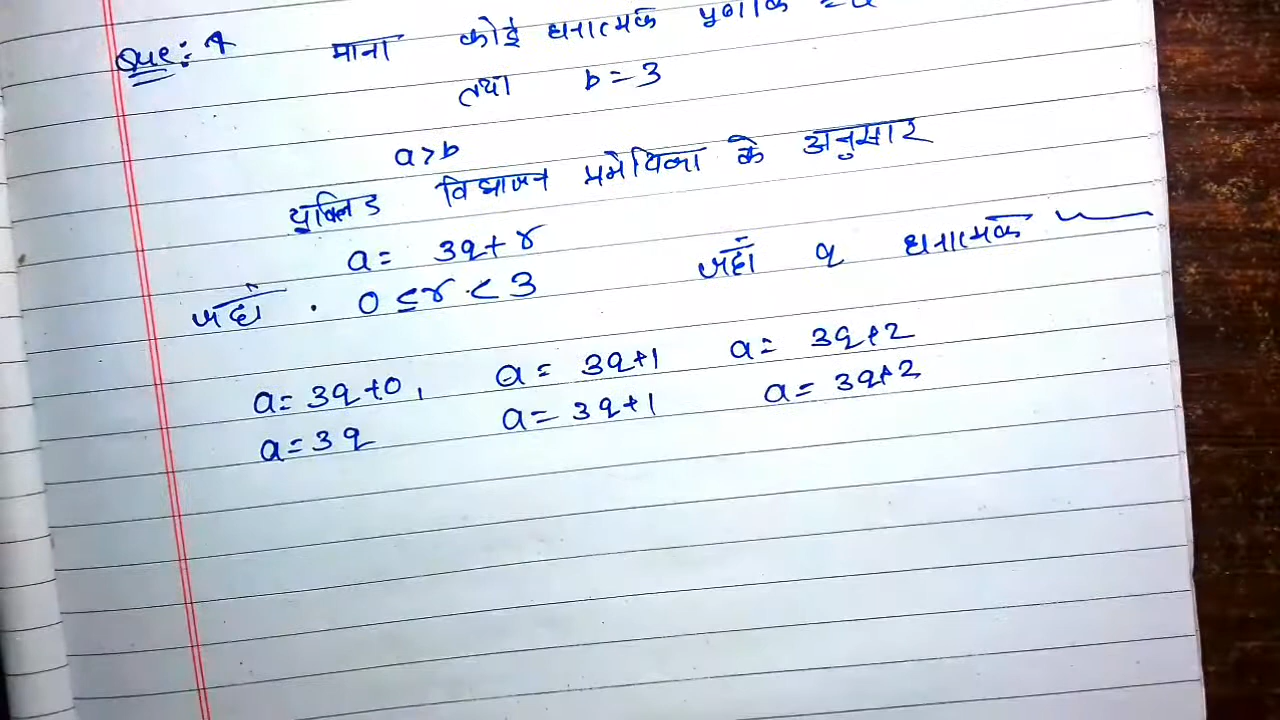 Que: 4 माना कोई धनात्मक पूर्णांक =
तथा b = 3
a > b
युक्लिड विभाजन प्रमेयिका के अनुसार
a = 3q + r
जहाँ 0 ≤ r < 3 जहाँ q धनात्मक
a = 3q + 0, a = 3q + 1 a = 3q + 2
a = 3q a = 3q + 1 a = 3q + 2